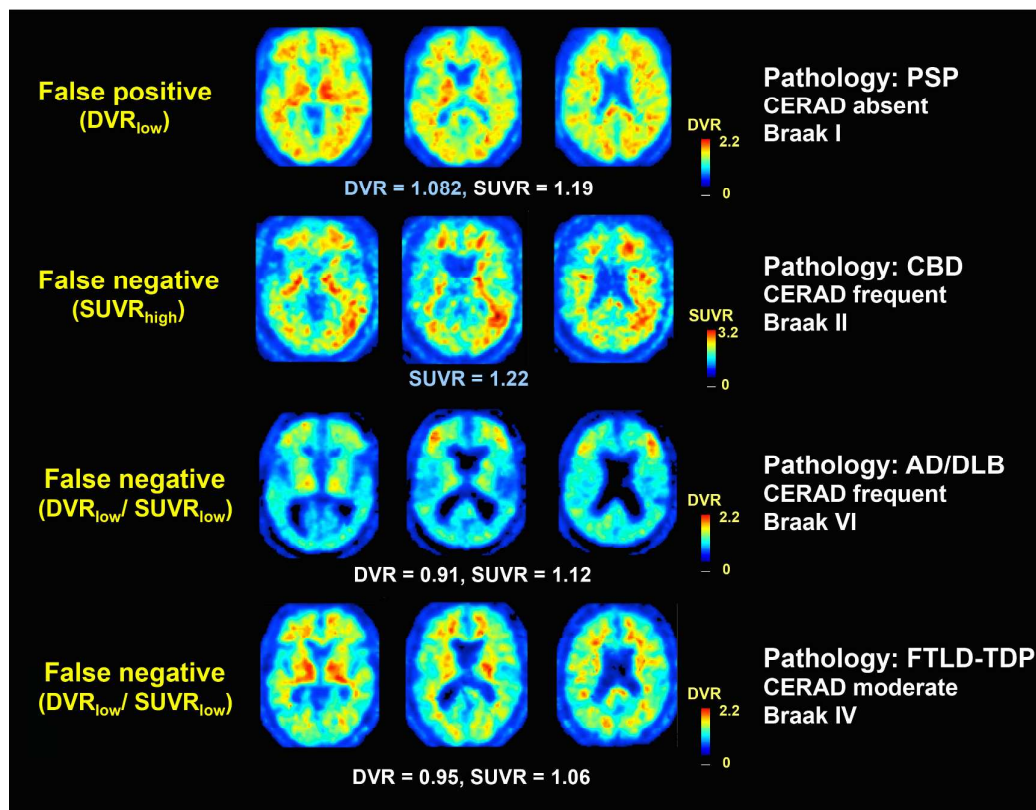 False positive
(DVRlow)
DVR
2.2
0
DVR = 1.082, SUVR = 1.19
Pathology: PSP
CERAD absent
Braak I
False negative
(SUVRhigh)
SUVR
3.2
0
SUVR = 1.22
Pathology: CBD
CERAD frequent
Braak II
False negative
(DVRlow/ SUVRlow)
DVR
2.2
0
DVR = 0.91, SUVR = 1.12
Pathology: AD/DLB
CERAD frequent
Braak VI
False negative
(DVRlow/ SUVRlow)
DVR
2.2
0
DVR = 0.95, SUVR = 1.06
Pathology: FTLD-TDP
CERAD moderate
Braak IV